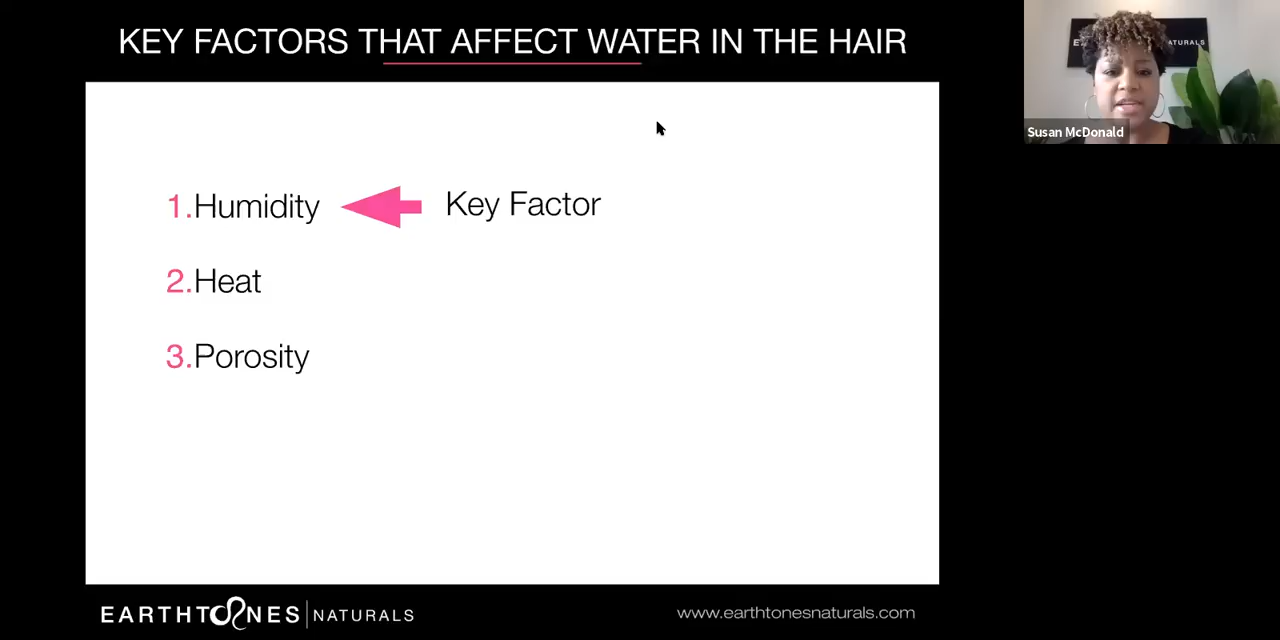 KEY FACTORS THAT AFFECT WATER IN THE HAIR
1.Humidity
Key Factor
2.Heat
3.Porosity
Susan McDonald
EARTHTONES NATURALS
www.earthtonesnaturals.com